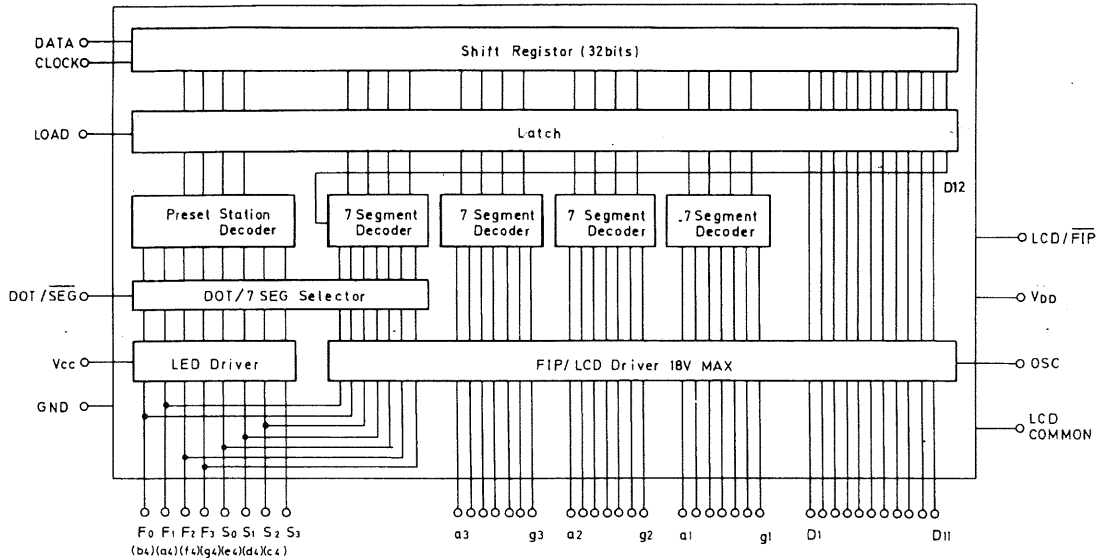 DATA
CLOCK
Shift Registor (32bits)
LOAD
Latch
D12
Preset Station
Decoder
7 Segment
Decoder
7 Segment
Decoder
7 Segment
Decoder
7 Segment
Decoder
LCD/F̅I̅P̅
DOT/S̅E̅G̅
DOT/7 SEG Selector
VDD
Vcc
LED Driver
FIP/LCD Driver 18V MAX
OSC
GND
LCD
COMMON
F0 F1 F2 F3 S0 S1 S2 S3
a3 g3 a2 g2 a1 g1 D1 D11
(b4)(a4)(f4)(g4)(e4)(d4)(c4)